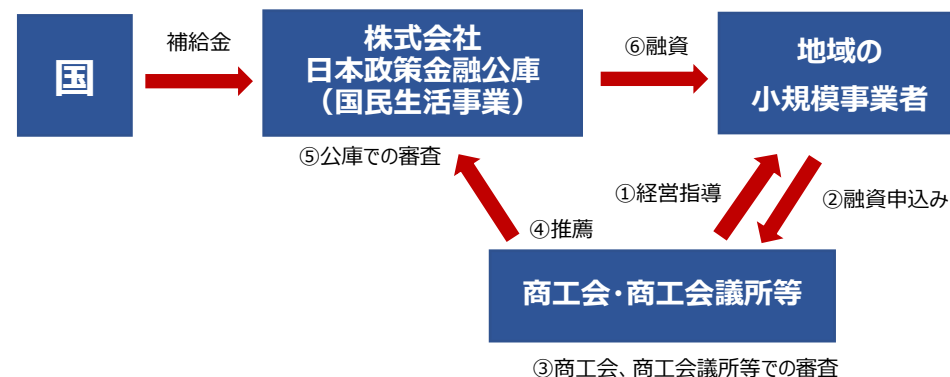 国
補給金
株式会社
日本政策金融公庫
（国民生活事業）
⑥融資
地域の
小規模事業者
⑤公庫での審査
①経営指導
②融資申込み
④推薦
商工会・商工会議所等
③商工会、商工会議所等での審査